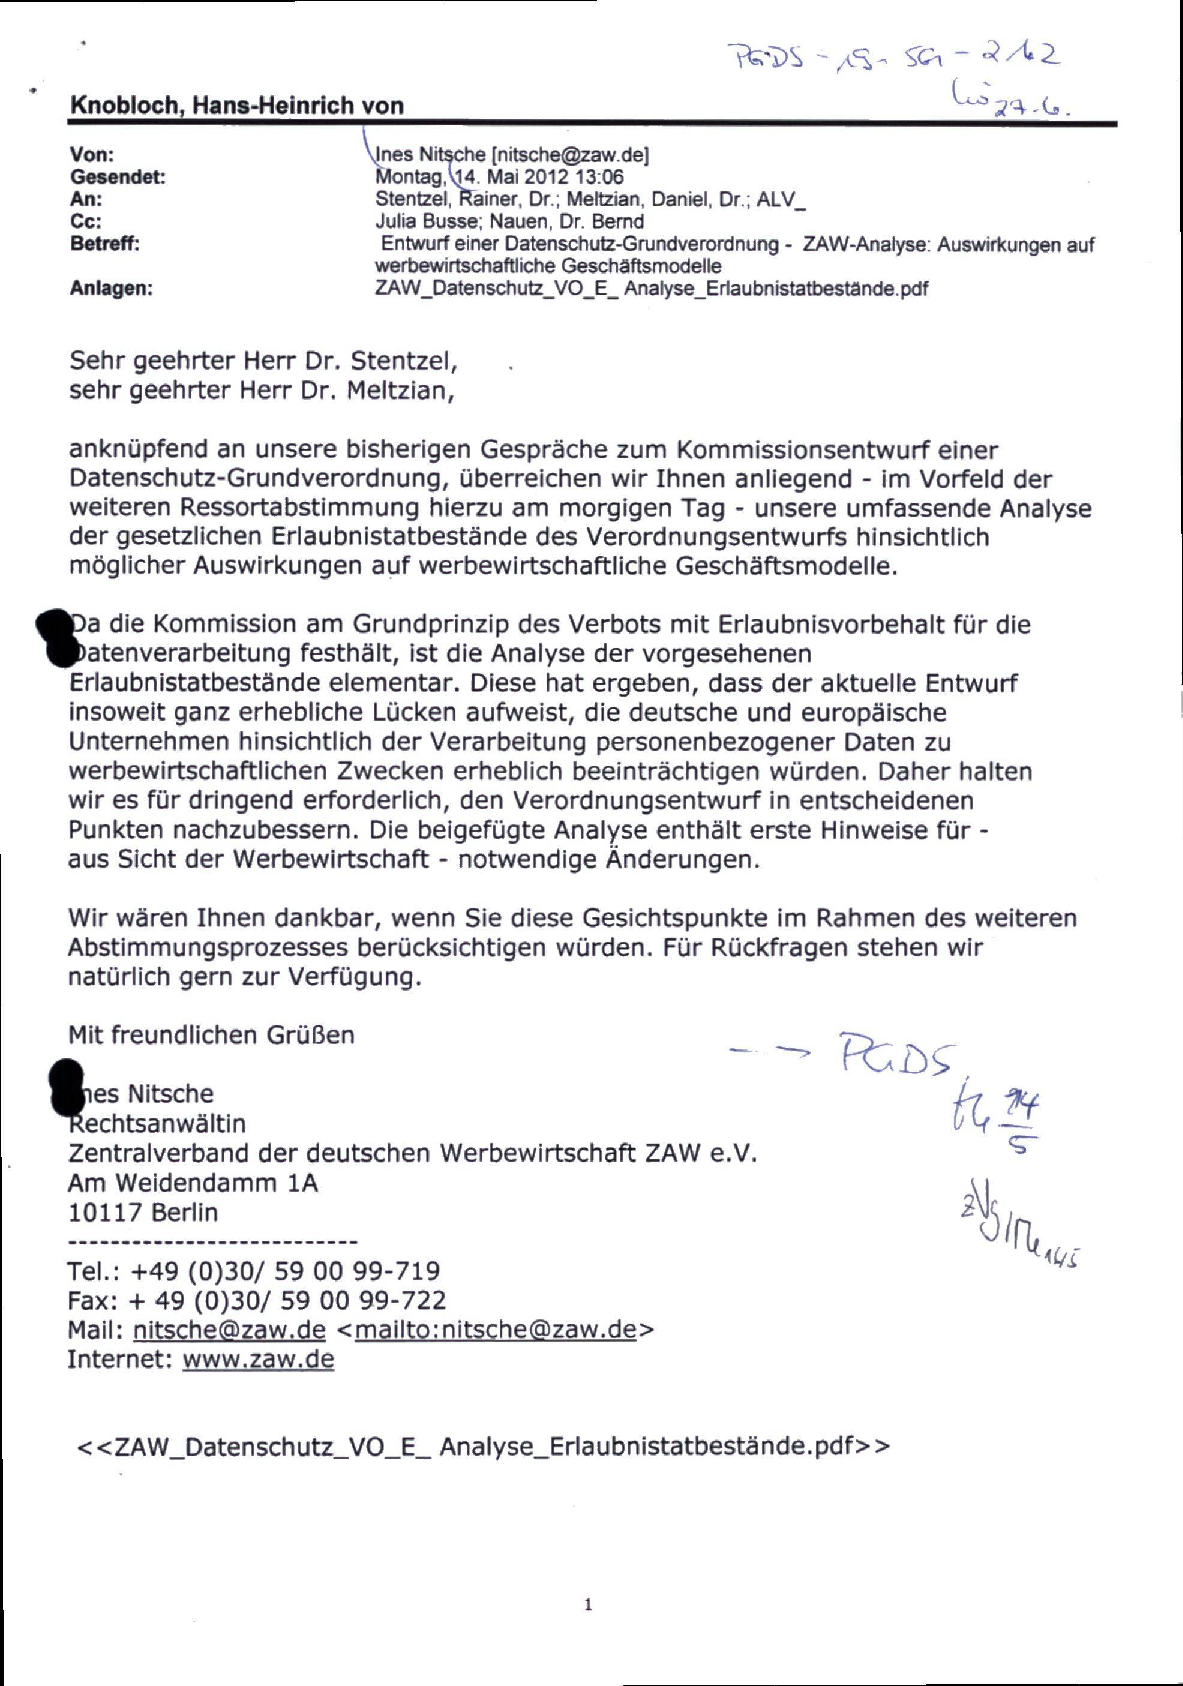 PGDS - 19 - SG - 2162
27.6.
Knobloch, Hans-Heinrich von
Von: Ines Nitsche [nitsche@zaw.de]
Gesendet: Montag, 14. Mai 2012 13:06
An: Stentzel, Rainer, Dr.; Meltzian, Daniel, Dr.; ALV_
Cc: Julia Busse; Nauen, Dr. Bernd
Betreff: Entwurf einer Datenschutz-Grundverordnung - ZAW-Analyse: Auswirkungen auf
werbewirtschaftliche Geschäftsmodelle
Anlagen: ZAW_Datenschutz_VO_E_ Analyse_Erlaubnistatbestände.pdf
Sehr geehrter Herr Dr. Stentzel,
sehr geehrter Herr Dr. Meltzian,
anknüpfend an unsere bisherigen Gespräche zum Kommissionsentwurf einer
Datenschutz-Grundverordnung, überreichen wir Ihnen anliegend - im Vorfeld der
weiteren Ressortabstimmung hierzu am morgigen Tag - unsere umfassende Analyse
der gesetzlichen Erlaubnistatbestände des Verordnungsentwurfs hinsichtlich
möglicher Auswirkungen auf werbewirtschaftliche Geschäftsmodelle.
Da die Kommission am Grundprinzip des Verbots mit Erlaubnisvorbehalt für die
Datenverarbeitung festhält, ist die Analyse der vorgesehenen
Erlaubnistatbestände elementar. Diese hat ergeben, dass der aktuelle Entwurf
insoweit ganz erhebliche Lücken aufweist, die deutsche und europäische
Unternehmen hinsichtlich der Verarbeitung personenbezogener Daten zu
werbewirtschaftlichen Zwecken erheblich beeinträchtigen würden. Daher halten
wir es für dringend erforderlich, den Verordnungsentwurf in entscheidenen
Punkten nachzubessern. Die beigefügte Analyse enthält erste Hinweise für -
aus Sicht der Werbewirtschaft - notwendige Änderungen.
Wir wären Ihnen dankbar, wenn Sie diese Gesichtspunkte im Rahmen des weiteren
Abstimmungsprozesses berücksichtigen würden. Für Rückfragen stehen wir
natürlich gern zur Verfügung.
Mit freundlichen Grüßen
--> PGDS
14/5
Ines Nitsche
Rechtsanwältin
Zentralverband der deutschen Werbewirtschaft ZAW e.V.
Am Weidendamm 1A
10117 Berlin
---------------------------
Tel.: +49 (0)30/ 59 00 99-719
Fax: + 49 (0)30/ 59 00 99-722
Mail: nitsche@zaw.de <mailto:nitsche@zaw.de>
Internet: www.zaw.de
<<ZAW_Datenschutz_VO_E_ Analyse_Erlaubnistatbestände.pdf>>
1